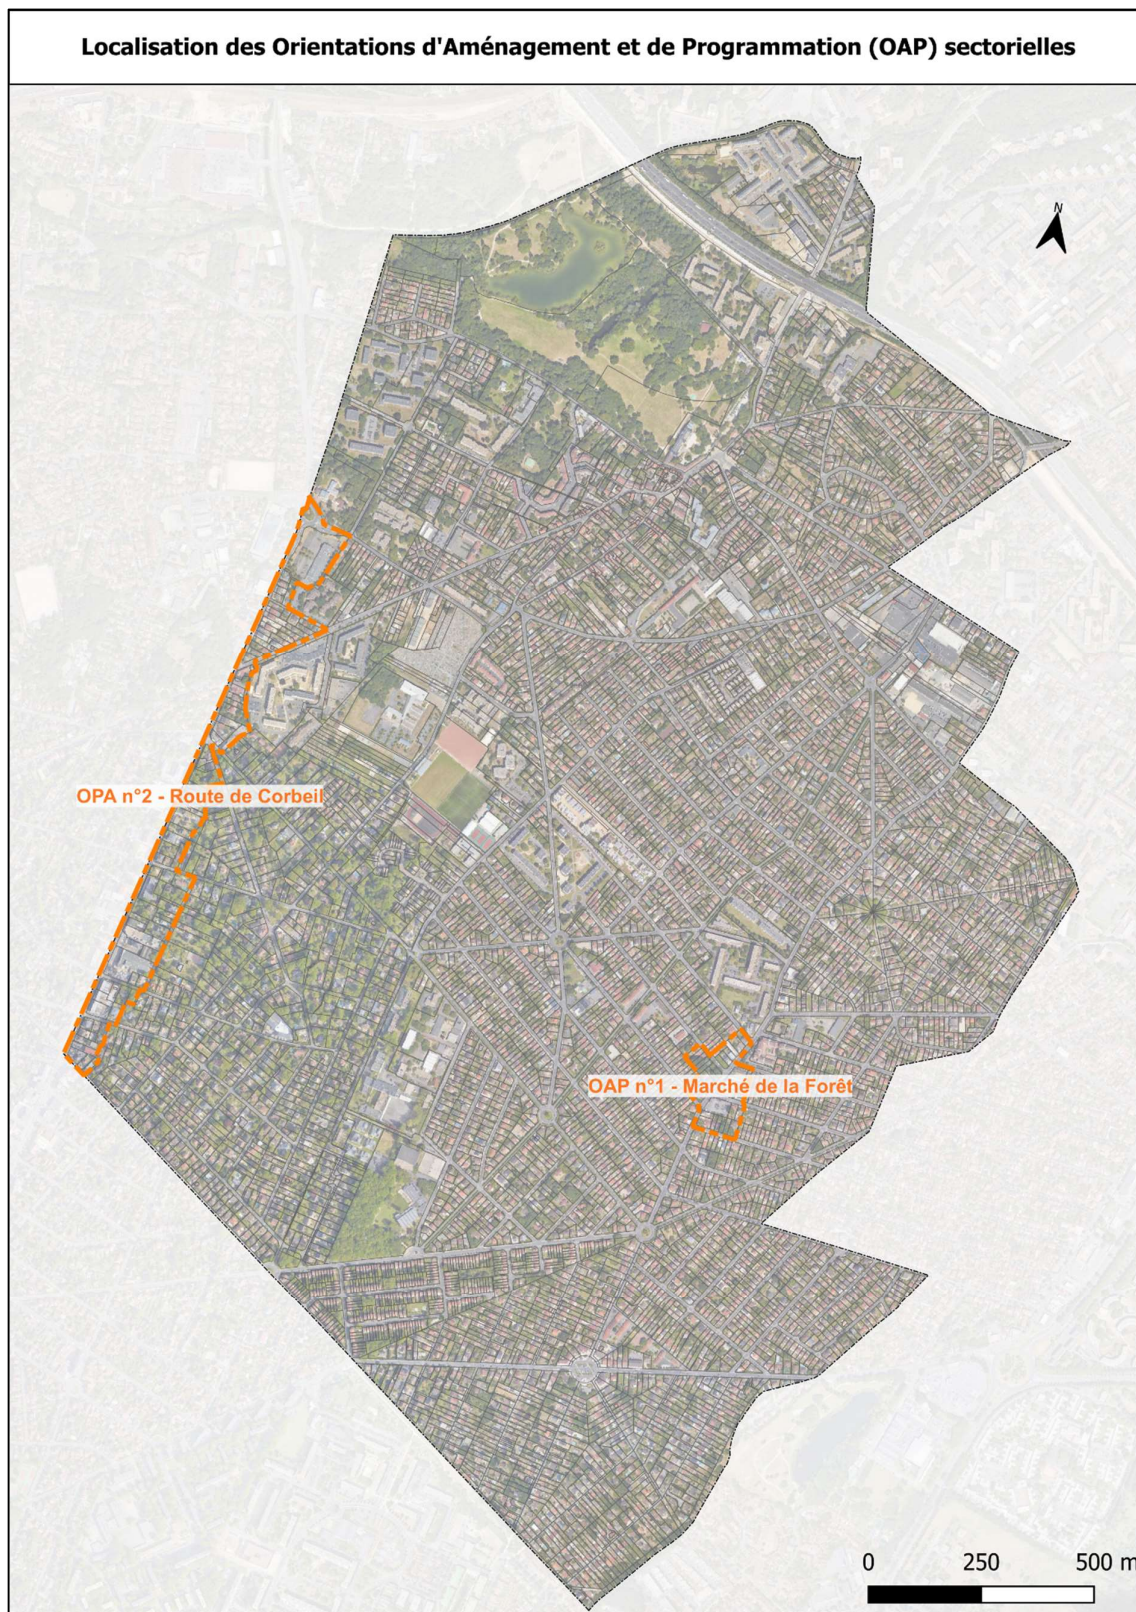 Localisation des Orientations d'Aménagement et de Programmation (OAP) sectorielles
N
OPA n°2 - Route de Corbeil
OAP n°1 - Marché de la Forêt
0 250 500 m